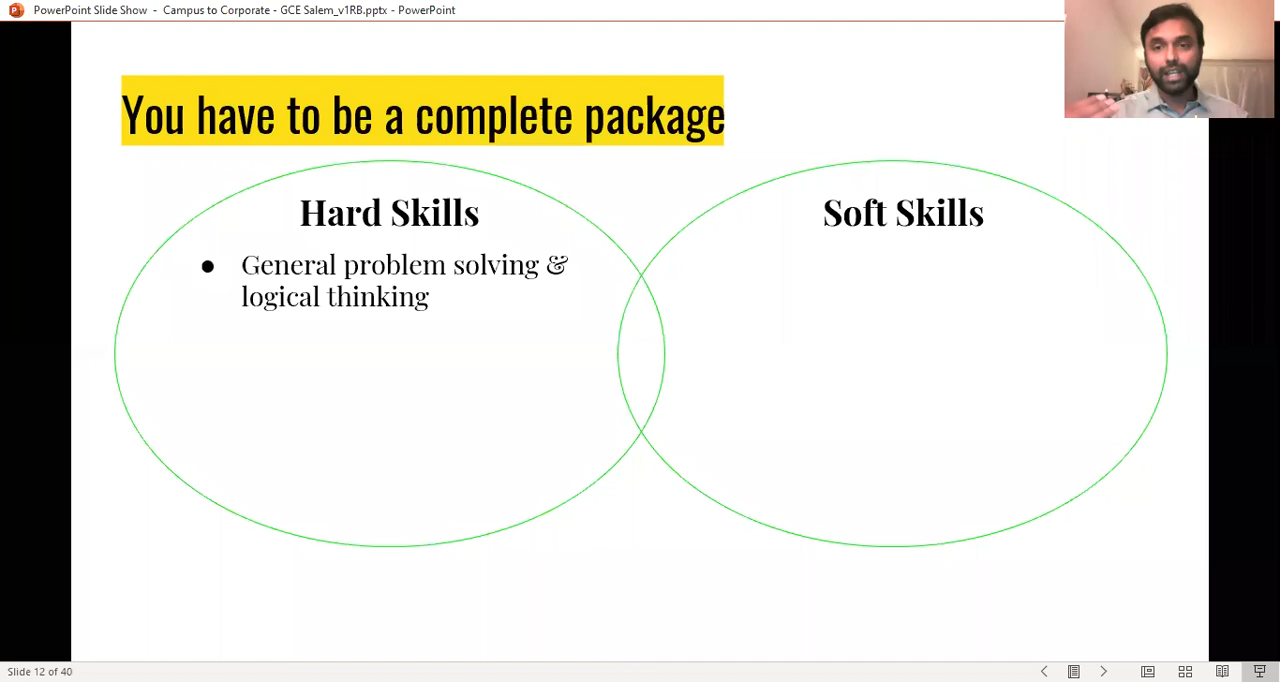 PowerPoint Slide Show - Campus to Corporate - GCE Salem_v1RB.pptx - PowerPoint
You have to be a complete package
Hard Skills
● General problem solving &
logical thinking
Soft Skills
Slide 12 of 40